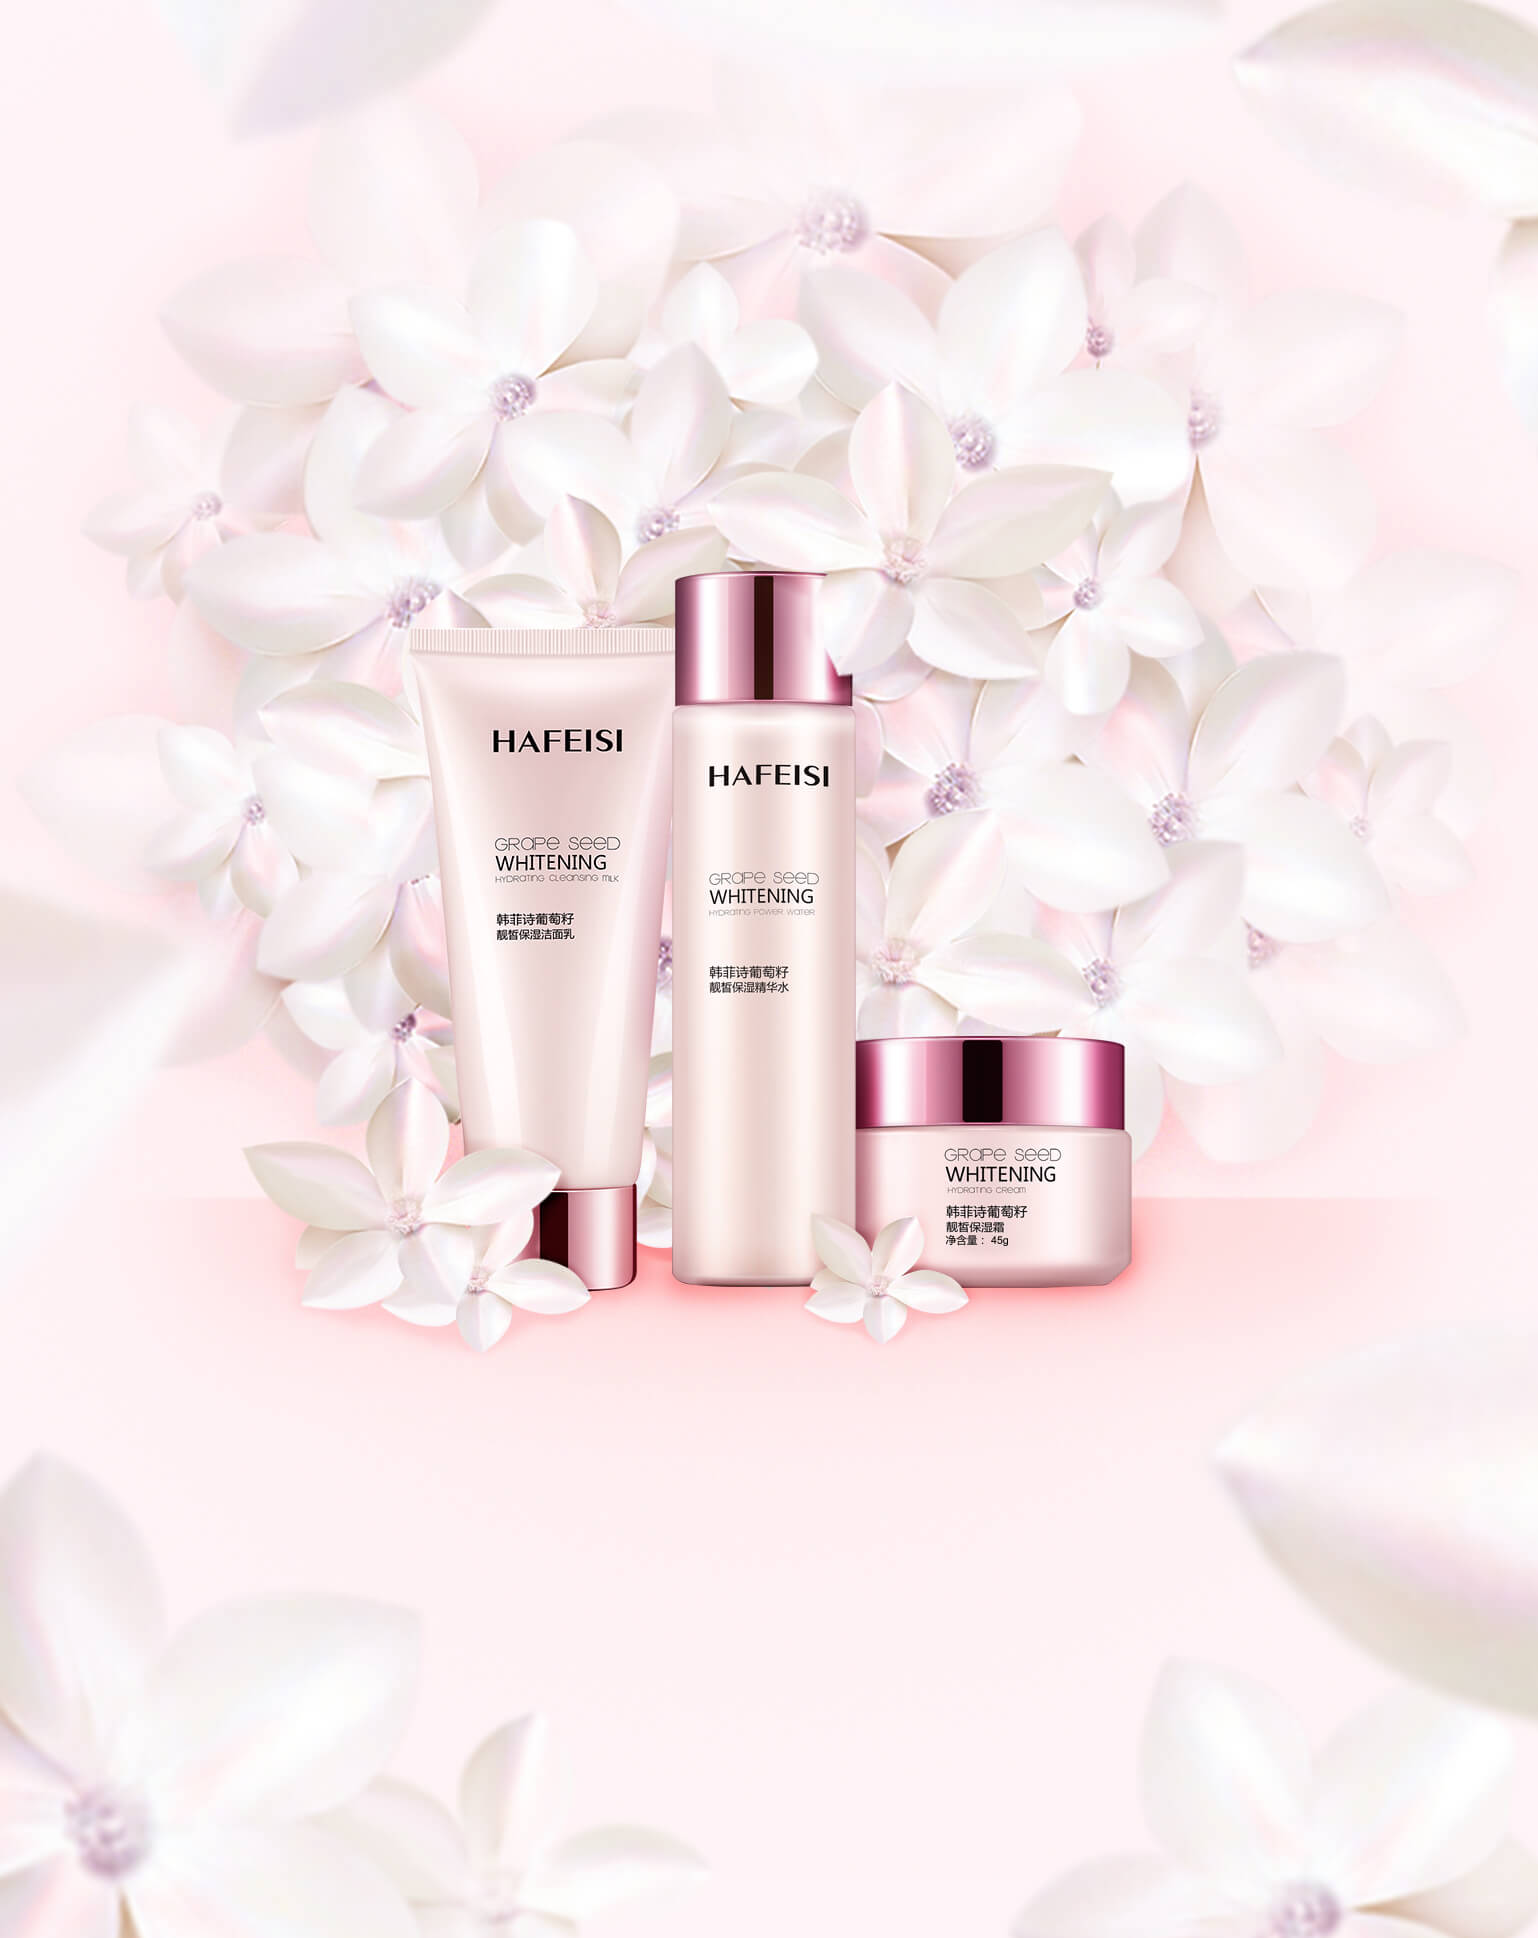 HAFEISI
GRAPE SEED
WHITENING
HYDRATING CLEANSING MILK
韩菲诗葡萄籽
靓皙保湿洁面乳
HAFEISI
GRAPE SEED
WHITENING
HYDRATING POWER WATER
韩菲诗葡萄籽
靓皙保湿精华水
GRAPE SEED
WHITENING
HYDRATING CREAM
韩菲诗葡萄籽
靓皙保湿霜
净含量： 45g